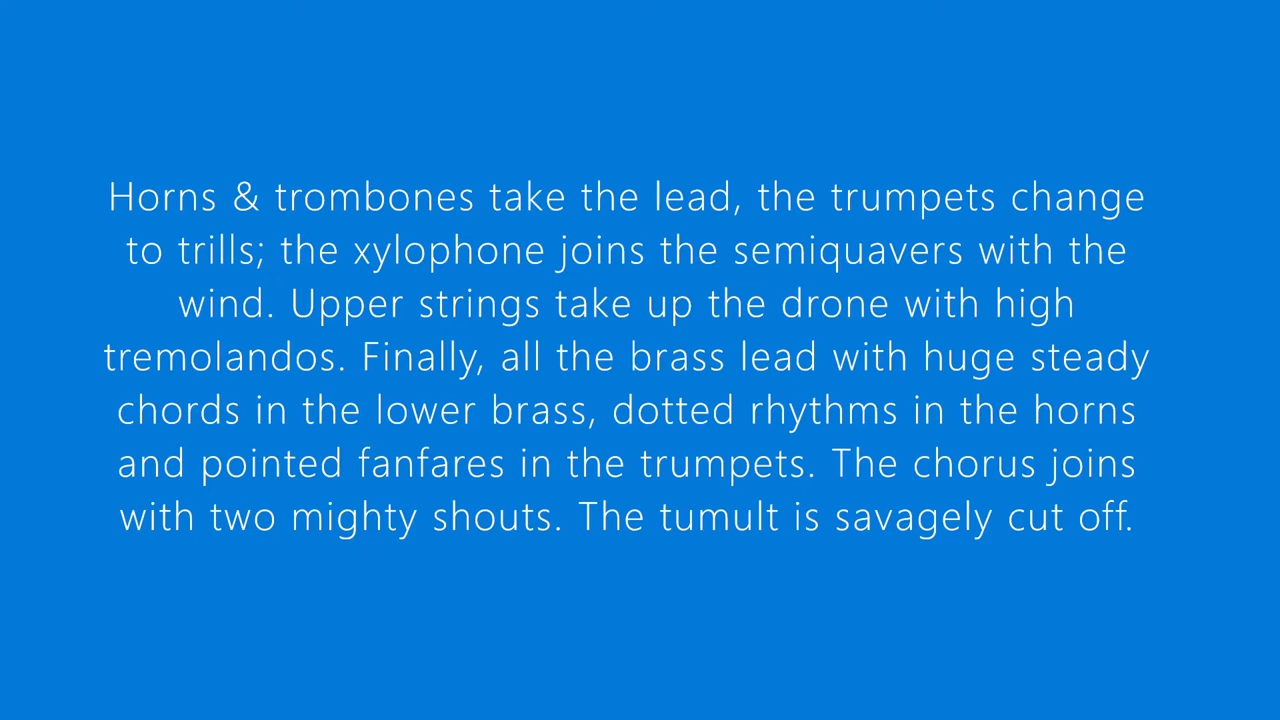 Horns & trombones take the lead, the trumpets change
to trills; the xylophone joins the semiquavers with the
wind. Upper strings take up the drone with high
tremolandos. Finally, all the brass lead with huge steady
chords in the lower brass, dotted rhythms in the horns
and pointed fanfares in the trumpets. The chorus joins
with two mighty shouts. The tumult is savagely cut off.